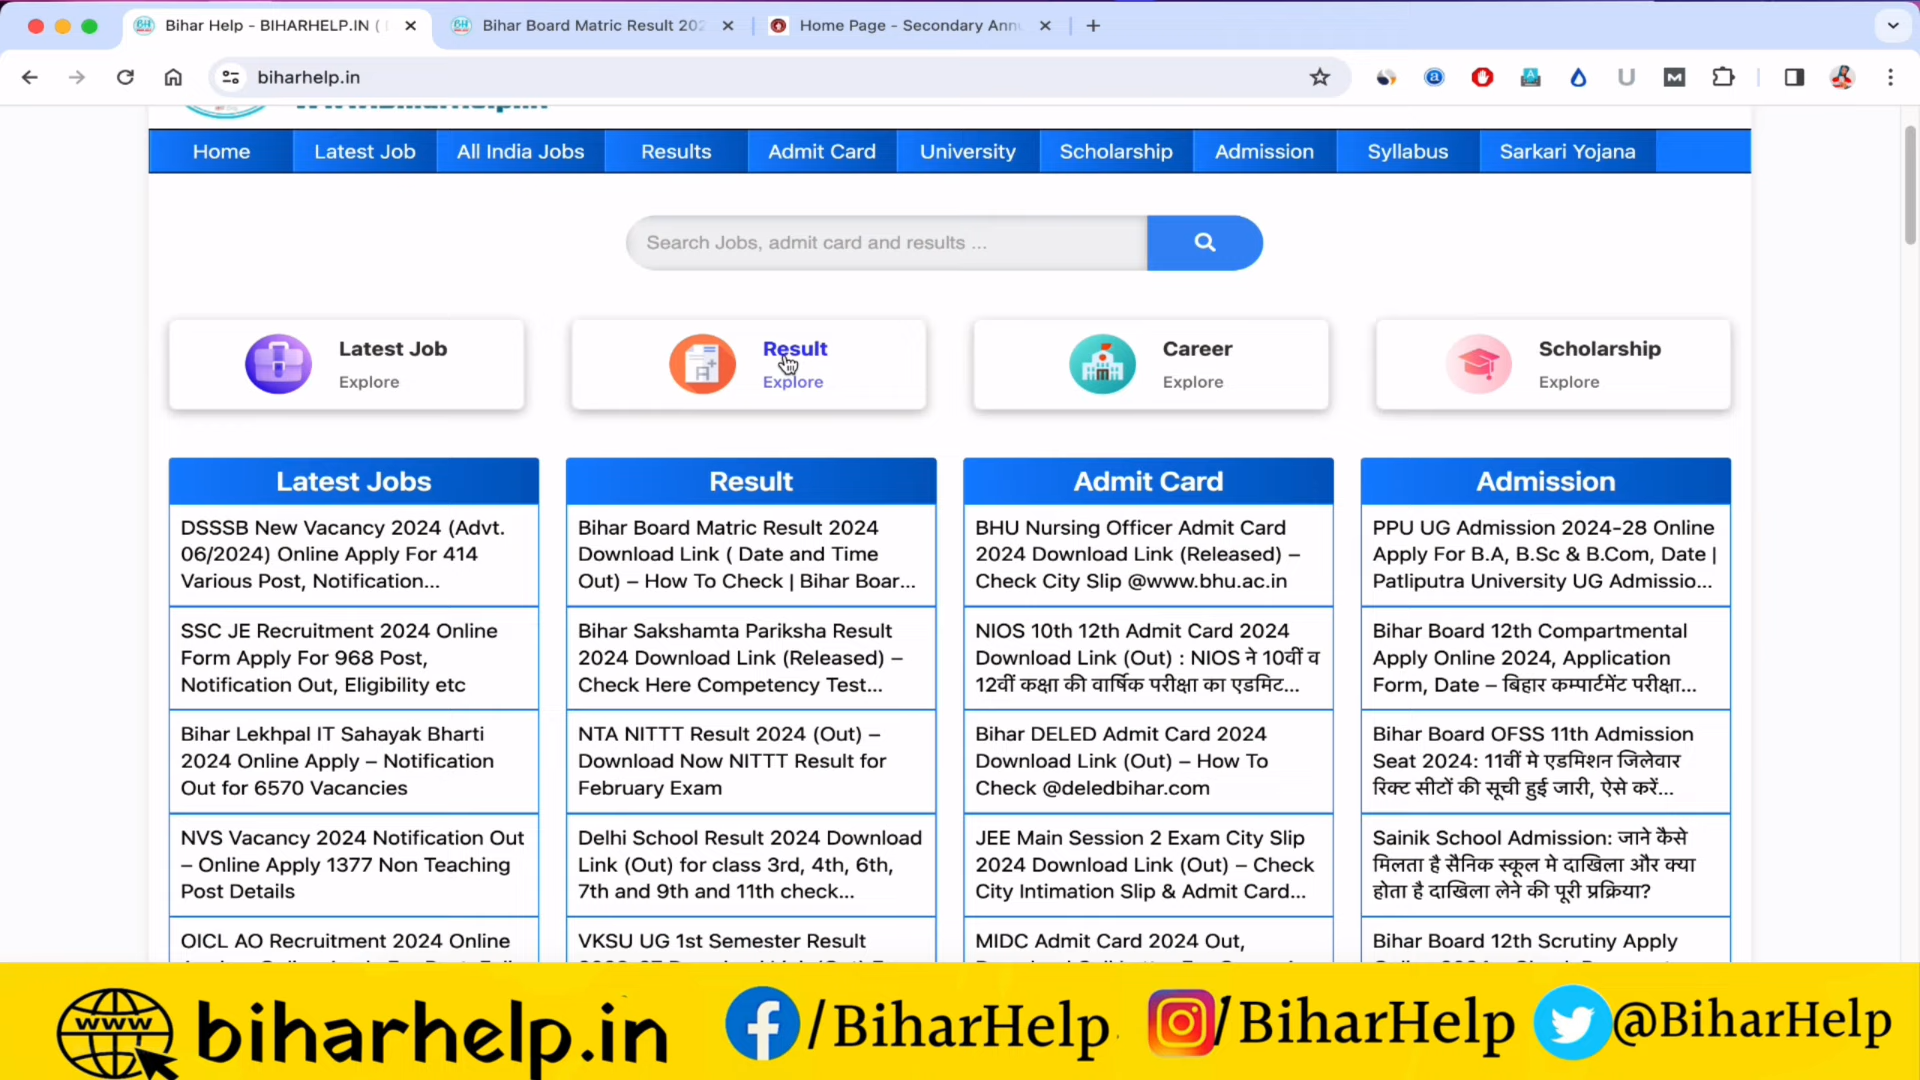 Bihar Help - BIHARHELP.IN (
Bihar Board Matric Result 202
Home Page - Secondary Annu
biharhelp.in
Home
Latest Job
All India Jobs
Results
Admit Card
University
Scholarship
Admission
Syllabus
Sarkari Yojana
Search Jobs, admit card and results ...
Latest Job
Explore
Result
Explore
Career
Explore
Scholarship
Explore
Latest Jobs
DSSSB New Vacancy 2024 (Advt.
06/2024) Online Apply For 414
Various Post, Notification...
SSC JE Recruitment 2024 Online
Form Apply For 968 Post,
Notification Out, Eligibility etc
Bihar Lekhpal IT Sahayak Bharti
2024 Online Apply – Notification
Out for 6570 Vacancies
NVS Vacancy 2024 Notification Out
– Online Apply 1377 Non Teaching
Post Details
OICL AO Recruitment 2024 Online
Result
Bihar Board Matric Result 2024
Download Link ( Date and Time
Out) – How To Check | Bihar Boar...
Bihar Sakshamta Pariksha Result
2024 Download Link (Released) –
Check Here Competency Test...
NTA NITTT Result 2024 (Out) –
Download Now NITTT Result for
February Exam
Delhi School Result 2024 Download
Link (Out) for class 3rd, 4th, 6th,
7th and 9th and 11th check...
VKSU UG 1st Semester Result
Admit Card
BHU Nursing Officer Admit Card
2024 Download Link (Released) –
Check City Slip @www.bhu.ac.in
NIOS 10th 12th Admit Card 2024
Download Link (Out) : NIOS ने 10वीं व
12वीं कक्षा की वार्षिक परीक्षा का एडमिट...
Bihar DELED Admit Card 2024
Download Link (Out) – How To
Check @deledbihar.com
JEE Main Session 2 Exam City Slip
2024 Download Link (Out) – Check
City Intimation Slip & Admit Card...
MIDC Admit Card 2024 Out,
Admission
PPU UG Admission 2024-28 Online
Apply For B.A, B.Sc & B.Com, Date |
Patliputra University UG Admissio...
Bihar Board 12th Compartmental
Apply Online 2024, Application
Form, Date – बिहार कम्पार्टमेंट परीक्षा...
Bihar Board OFSS 11th Admission
Seat 2024: 11वीं मे एडमिशन जिलेवार
रिक्ट सीटों की सूची हुई जारी, ऐसे करें...
Sainik School Admission: जाने कैसे
मिलता है सैनिक स्कूल मे दाखिला और क्या
होता है दाखिला लेने की पूरी प्रक्रिया?
Bihar Board 12th Scrutiny Apply
www
biharhelp.in
/BiharHelp
/BiharHelp
@BiharHelp